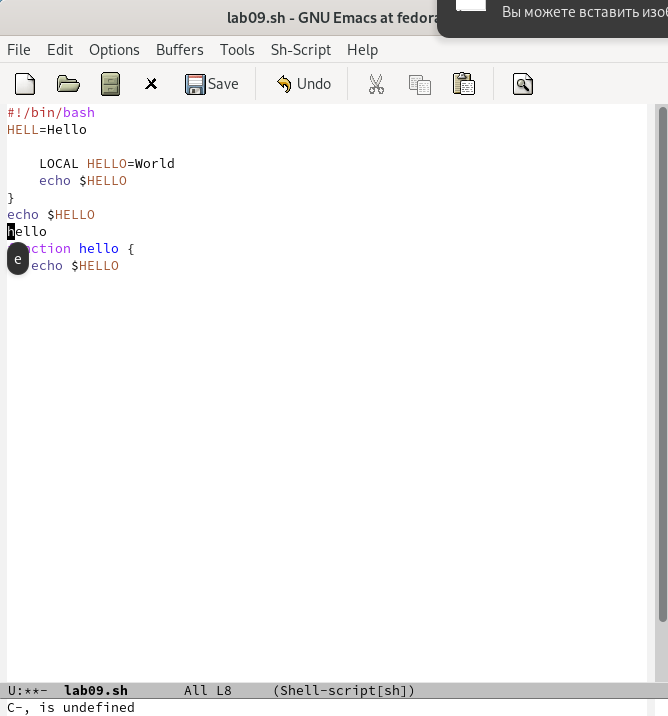 lab09.sh - GNU Emacs at fedora
Вы можете вставить изоб
File Edit Options Buffers Tools Sh-Script Help
Save Undo
#!/bin/bash
HELL=Hello
LOCAL HELLO=World
echo $HELLO
}
echo $HELLO
hello
e
nction hello {
echo $HELLO
U:**- lab09.sh All L8 (Shell-script[sh])
C-, is undefined